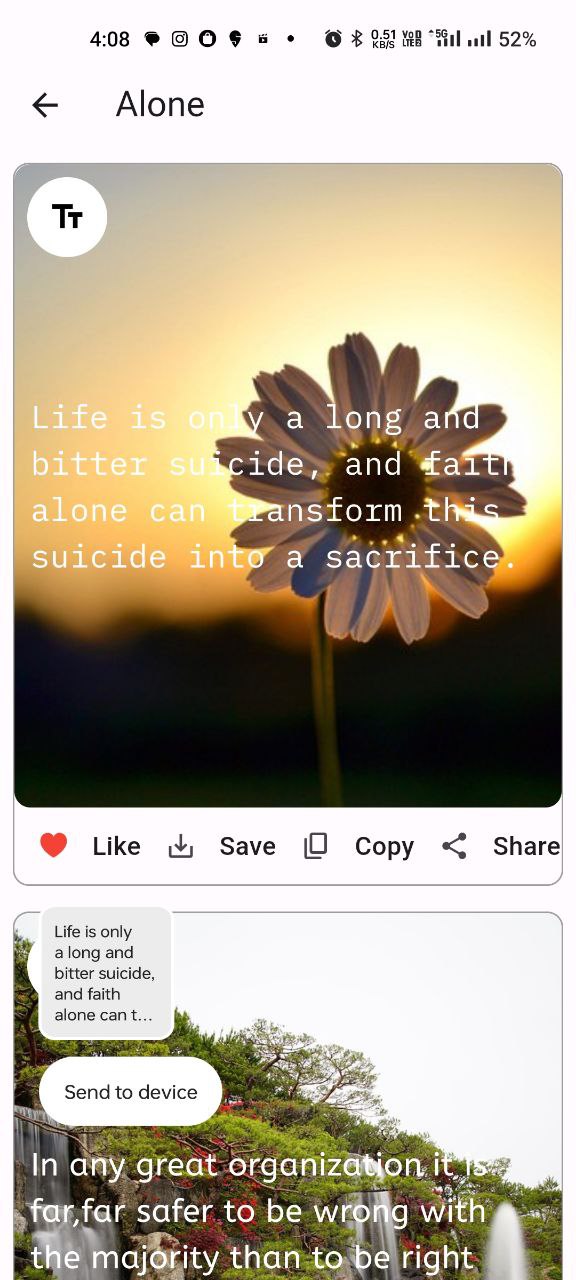 4:08
0.51
KB/S
Vo
LTE2
5G
52%
Alone
TT
Life is only a long and
bitter suicide, and faith
alone can transform this
suicide into a sacrifice.
Like
Save
Copy
Share
Life is only
a long and
bitter suicide,
and faith
alone can t...
Send to device
In any great organization it is
far,far safer to be wrong with
the majority than to be right